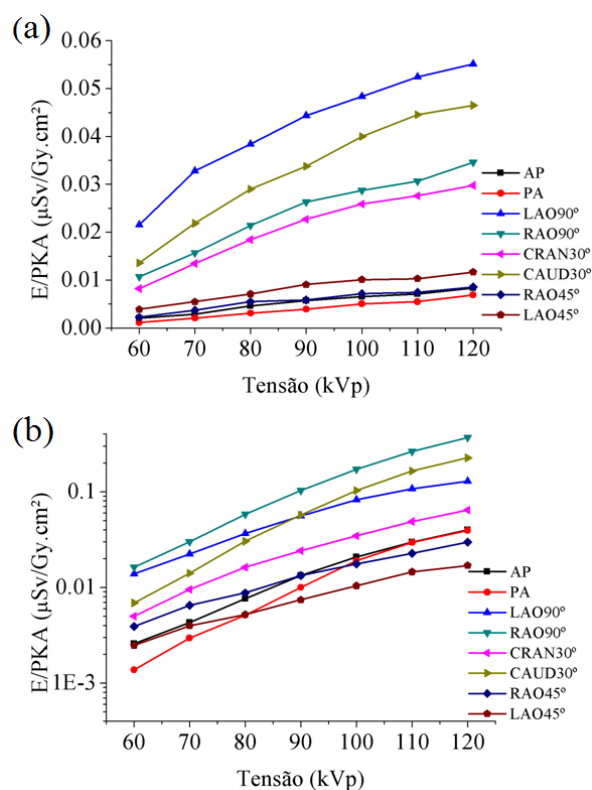 (a)
0.06
0.05
0.04
0.03
0.02
0.01
0.00
E/PKA (µSv/Gy.cm²)
60 70 80 90 100 110 120
Tensão (kVp)
AP
PA
LAO90º
RAO90º
CRAN30º
CAUD30º
RAO45º
LAO45º
(b)
0.1
0.01
1E-3
E/PKA (µSv/Gy.cm²)
60 70 80 90 100 110 120
Tensão (kVp)
AP
PA
LAO90º
RAO90º
CRAN30º
CAUD30º
RAO45º
LAO45º